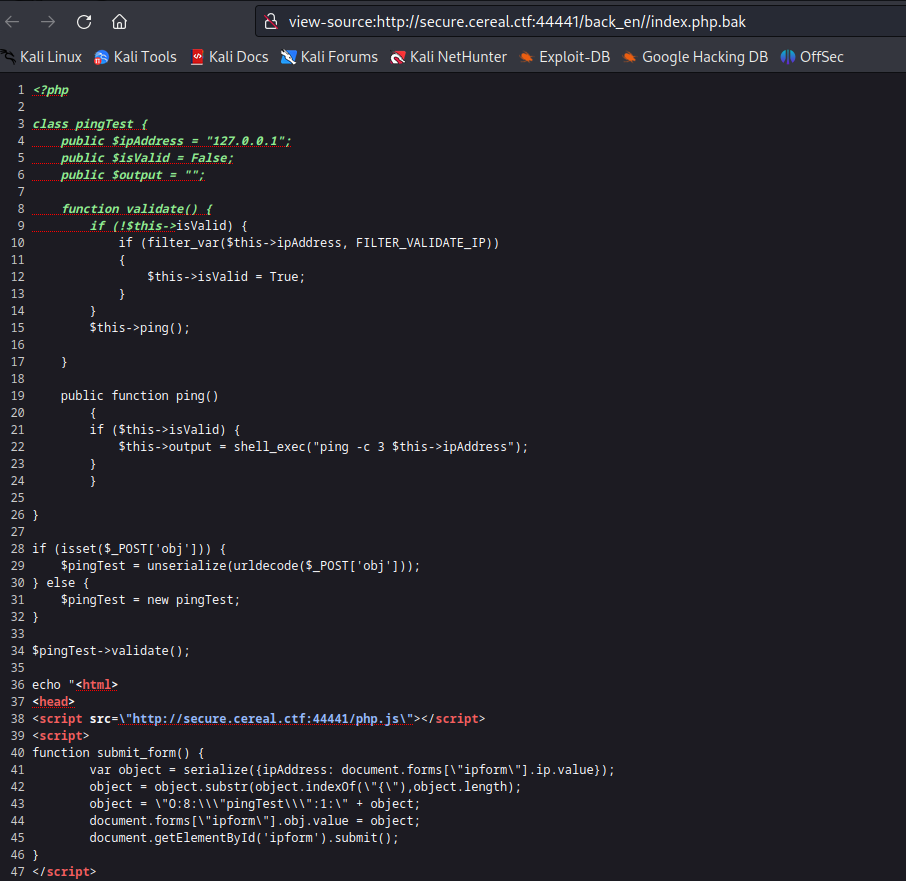 view-source:http://secure.cereal.ctf:44441/back_en//index.php.bak
Kali Linux Kali Tools Kali Docs Kali Forums Kali NetHunter Exploit-DB Google Hacking DB OffSec
1 <?php
2
3 class pingTest {
4     public $ipAddress = "127.0.0.1";
5     public $isValid = False;
6     public $output = "";
7
8     function validate() {
9         if (!$this->isValid) {
10             if (filter_var($this->ipAddress, FILTER_VALIDATE_IP))
11             {
12                 $this->isValid = True;
13             }
14         }
15         $this->ping();
16
17     }
18
19     public function ping()
20         {
21         if ($this->isValid) {
22             $this->output = shell_exec("ping -c 3 $this->ipAddress");
23         }
24         }
25
26 }
27
28 if (isset($_POST['obj'])) {
29     $pingTest = unserialize(urldecode($_POST['obj']));
30 } else {
31     $pingTest = new pingTest;
32 }
33
34 $pingTest->validate();
35
36 echo "<html>
37 <head>
38 <script src=\"http://secure.cereal.ctf:44441/php.js\"></script>
39 <script>
40 function submit_form() {
41         var object = serialize({ipAddress: document.forms[\"ipform\"].ip.value});
42         object = object.substr(object.indexOf(\"{\"),object.length);
43         object = \"O:8:\\\"pingTest\\\":1:\" + object;
44         document.forms[\"ipform\"].obj.value = object;
45         document.getElementById('ipform').submit();
46 }
47 </script>